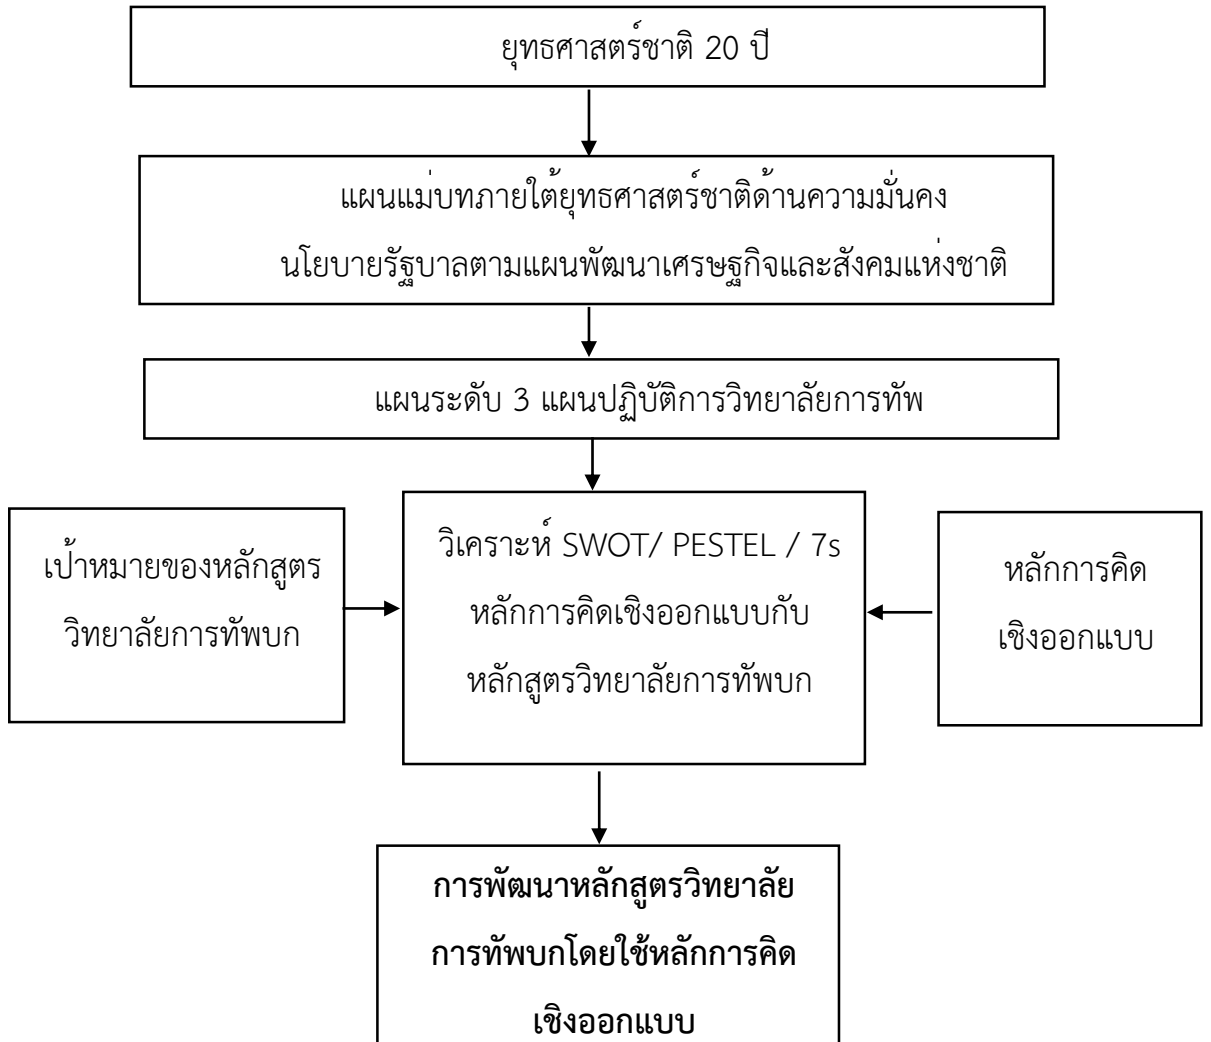 ยุทธศาสตร์ชาติ 20 ปี
แผนแม่บทภายใต้ยุทธศาสตร์ชาติด้านความมั่นคง
นโยบายรัฐบาลตามแผนพัฒนาเศรษฐกิจและสังคมแห่งชาติ
แผนระดับ 3 แผนปฏิบัติการวิทยาลัยการทัพ
เป้าหมายของหลักสูตร
วิทยาลัยการทัพบก
วิเคราะห์ SWOT/ PESTEL / 7s
หลักการคิดเชิงออกแบบกับ
หลักสูตรวิทยาลัยการทัพบก
หลักการคิด
เชิงออกแบบ
การพัฒนาหลักสูตรวิทยาลัย
การทัพบกโดยใช้หลักการคิด
เชิงออกแบบ